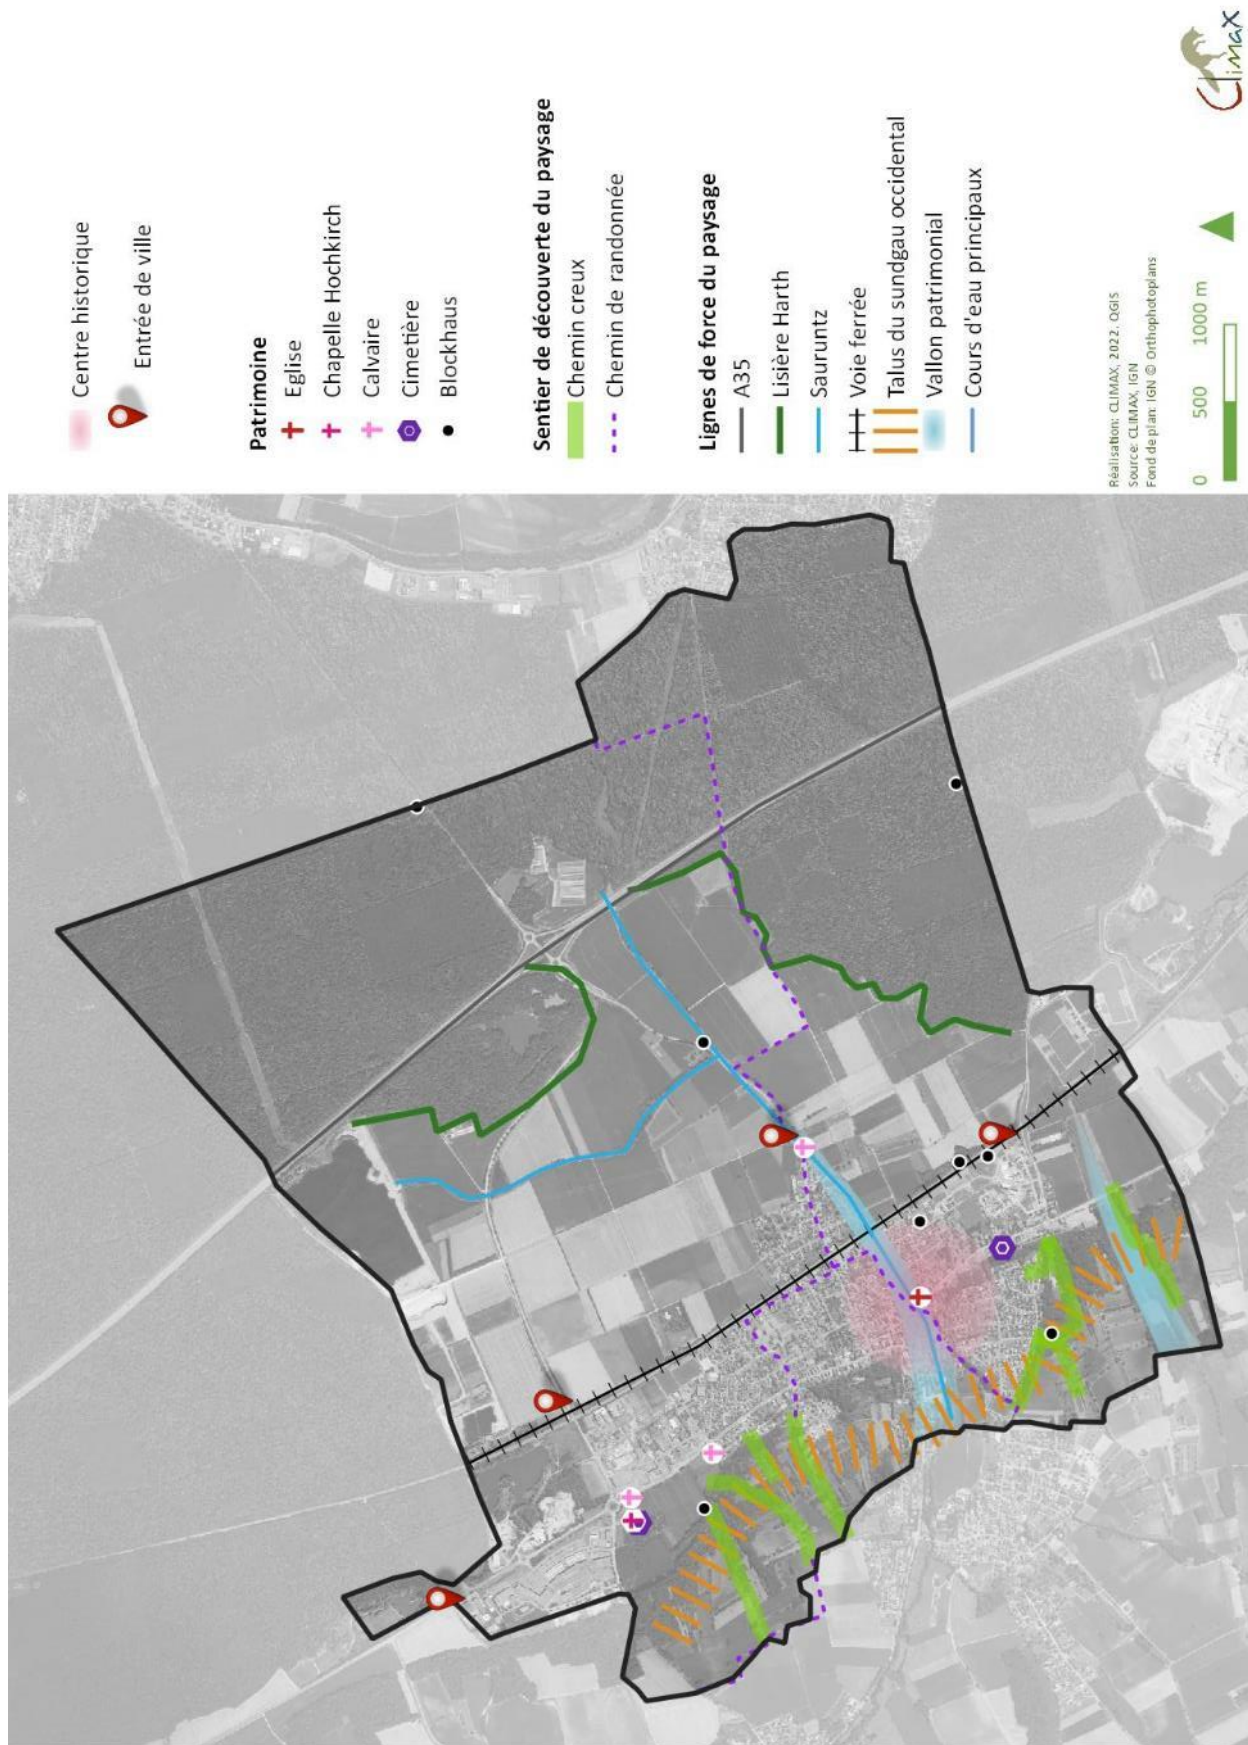 Centre historique
Entrée de ville
Patrimoine
Eglise
Chapelle Hochkirch
Calvaire
Cimetière
Blockhaus
Sentier de découverte du paysage
Chemin creux
Chemin de randonnée
Lignes de force du paysage
A35
Lisière Harth
Sauruntz
Voie ferrée
Talus du sundgau occidental
Vallon patrimonial
Cours d'eau principaux
Réalisation: CLIMAX, 2022, QGIS
Source: CLIMAX, IGN
Fond de plan: IGN © Orthophotoplans
0 500 1000 m
CliMaX